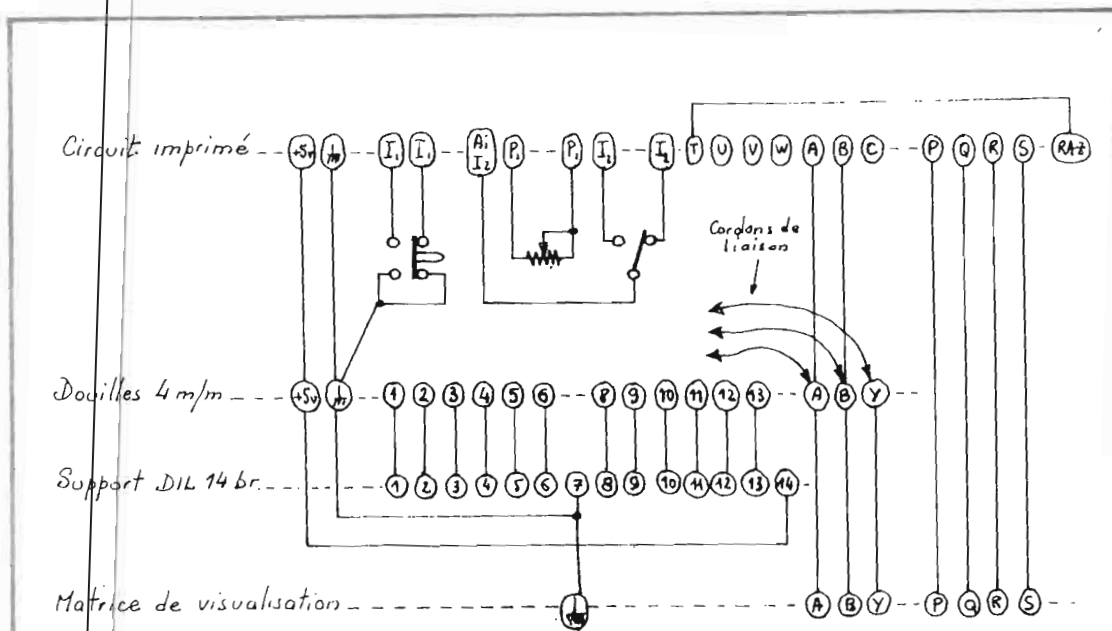 Circuit imprimé +5v I₁ I₁ Ai I₂ P₁ P₁ I₂ I₂ T U V W A B C P Q R S RAZ
Cordons de
liaison
Douilles 4 m/m +5v 1 2 3 4 5 6 8 9 10 11 12 13 A B Y
Support DIL 14 br. 1 2 3 4 5 6 7 8 9 10 11 12 13 14
Matrice de visualisation A B Y P Q R S